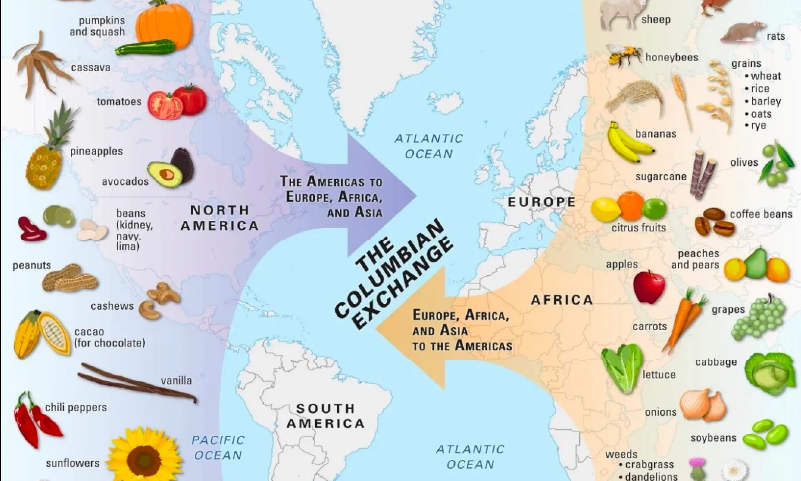 pumpkins
and squash
cassava
tomatoes
pineapples
avocados
beans
(kidney,
navy,
lima)
peanuts
cashews
cacao
(for chocolate)
vanilla
chili peppers
sunflowers
NORTH
AMERICA
THE AMERICAS TO
EUROPE, AFRICA,
AND ASIA
ATLANTIC
OCEAN
THE
COLUMBIAN
EXCHANGE
EUROPE
AFRICA
EUROPE, AFRICA,
AND ASIA
TO THE AMERICAS
SOUTH
AMERICA
PACIFIC
OCEAN
ATLANTIC
OCEAN
sheep
rats
honeybees
grains
• wheat
• rice
• barley
• oats
• rye
bananas
olives
sugarcane
coffee beans
citrus fruits
peaches
and pears
apples
grapes
carrots
cabbage
lettuce
onions
soybeans
weeds
• crabgrass
• dandelions